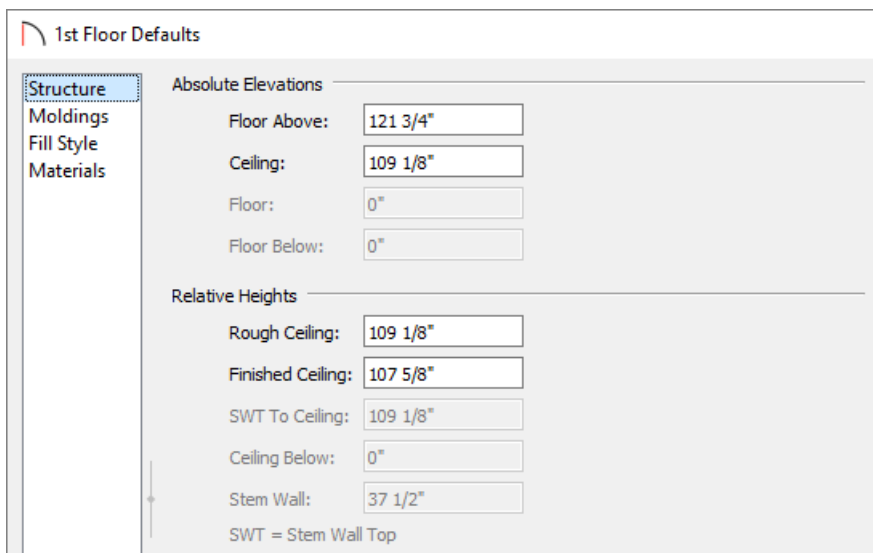 1st Floor Defaults
Structure
Moldings
Fill Style
Materials
Absolute Elevations
Floor Above: 121 3/4"
Ceiling: 109 1/8"
Floor: 0"
Floor Below: 0"
Relative Heights
Rough Ceiling: 109 1/8"
Finished Ceiling: 107 5/8"
SWT To Ceiling: 109 1/8"
Ceiling Below: 0"
Stem Wall: 37 1/2"
SWT = Stem Wall Top